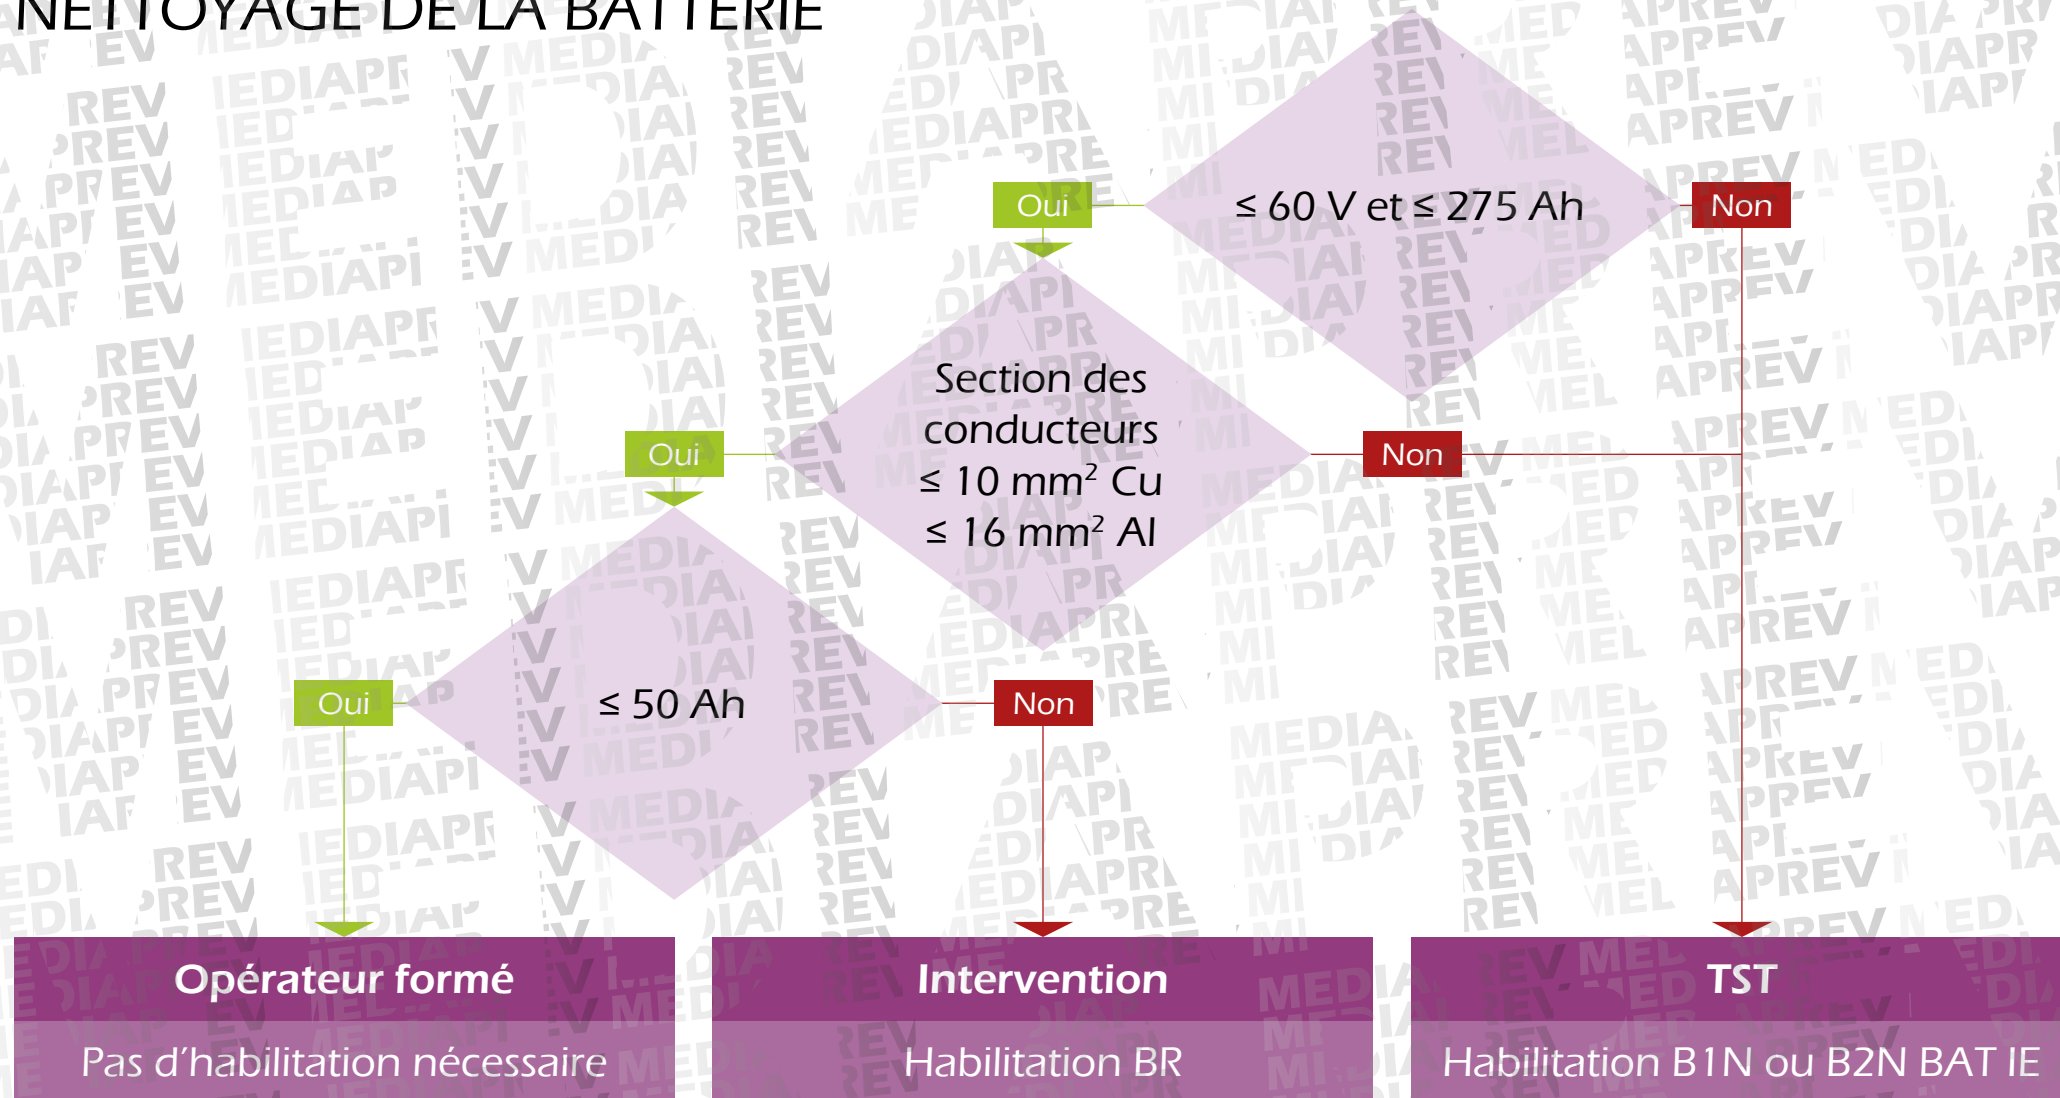 NETTOYAGE DE LA BATTERIE
≤ 60 V et ≤ 275 Ah
Oui
Non
Section des
conducteurs
≤ 10 mm² Cu
≤ 16 mm² Al
Oui
Non
≤ 50 Ah
Oui
Non
Opérateur formé
Pas d’habilitation nécessaire
Intervention
Habilitation BR
TST
Habilitation B1N ou B2N BAT IE